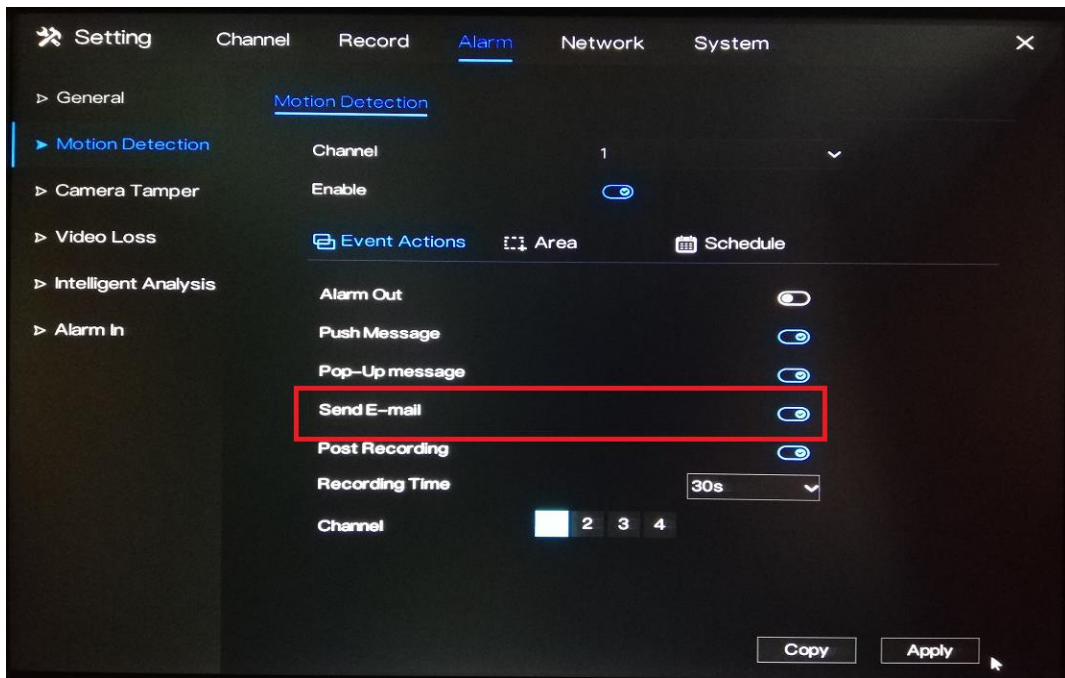 Setting Channel Record Alarm Network System
General
Motion Detection
Camera Tamper
Video Loss
Intelligent Analysis
Alarm In
Motion Detection
Channel 1
Enable
Event Actions Area Schedule
Alarm Out
Push Message
Pop-Up message
Send E-mail
Post Recording
Recording Time 30s
Channel 2 3 4
Copy Apply